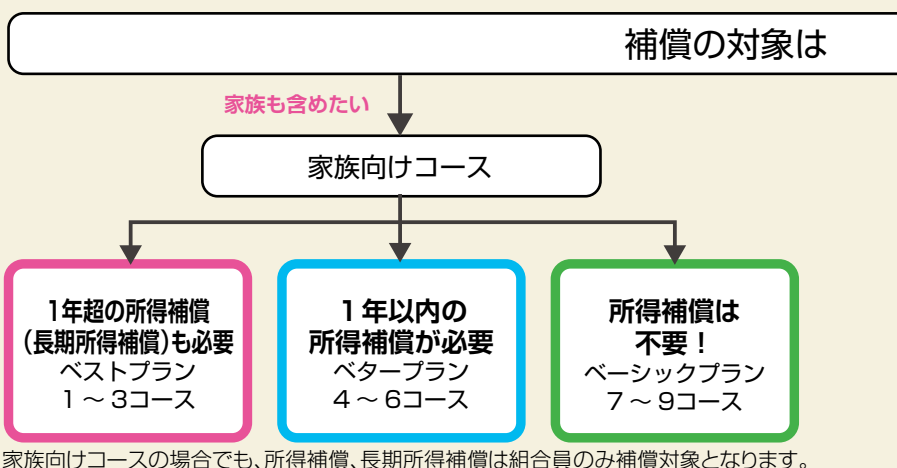 補償の対象は
家族も含めたい
家族向けコース
1年超の所得補償
(長期所得補償)も必要
ベストプラン
1～3コース
1年以内の
所得補償が必要
ベタープラン
4～6コース
所得補償は
不要！
ベーシックプラン
7～9コース
家族向けコースの場合でも、所得補償、長期所得補償は組合員のみ補償対象となります。